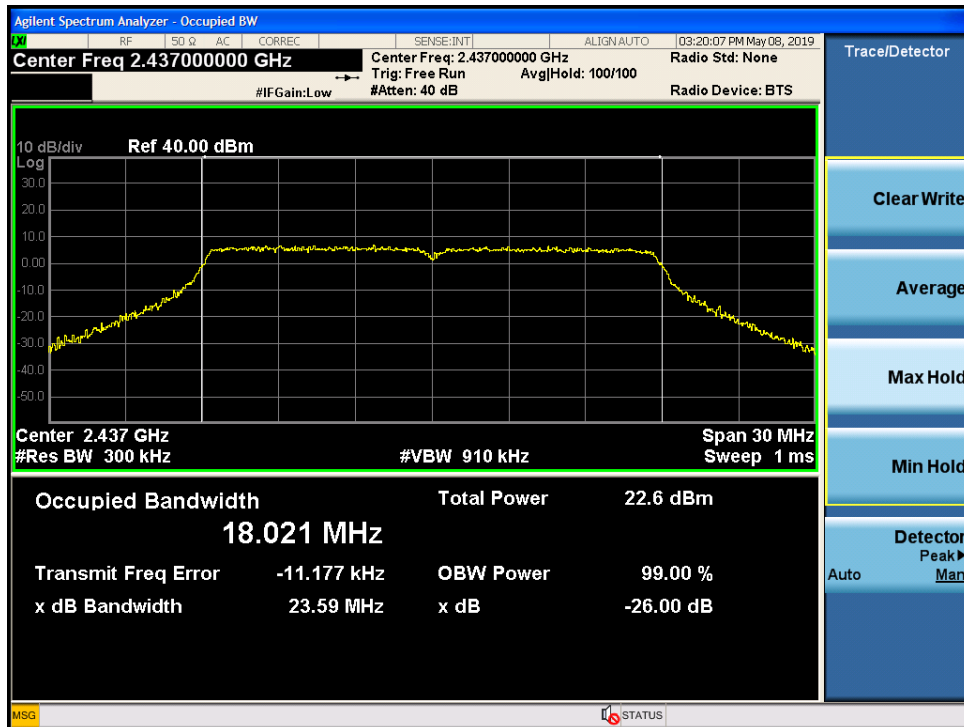 Agilent Spectrum Analyzer - Occupied BW
LXI RF 50 Ω AC CORREC SENSE:INT ALIGN AUTO 03:20:07 PM May 08, 2019
Center Freq 2.437000000 GHz
Center Freq: 2.437000000 GHz
Radio Std: None
Trig: Free Run Avg|Hold: 100/100
#IFGain:Low
#Atten: 40 dB
Radio Device: BTS
10 dB/div Ref 40.00 dBm
Log
30.0
20.0
10.0
0.00
-10.0
-20.0
-30.0
-40.0
-50.0
Center 2.437 GHz Span 30 MHz
#Res BW 300 kHz #VBW 910 kHz Sweep 1 ms
Occupied Bandwidth Total Power 22.6 dBm
18.021 MHz
Transmit Freq Error -11.177 kHz OBW Power 99.00 %
x dB Bandwidth 23.59 MHz x dB -26.00 dB
Trace/Detector
Clear Write
Average
Max Hold
Min Hold
Detector
Peak
Auto Man
MSG STATUS